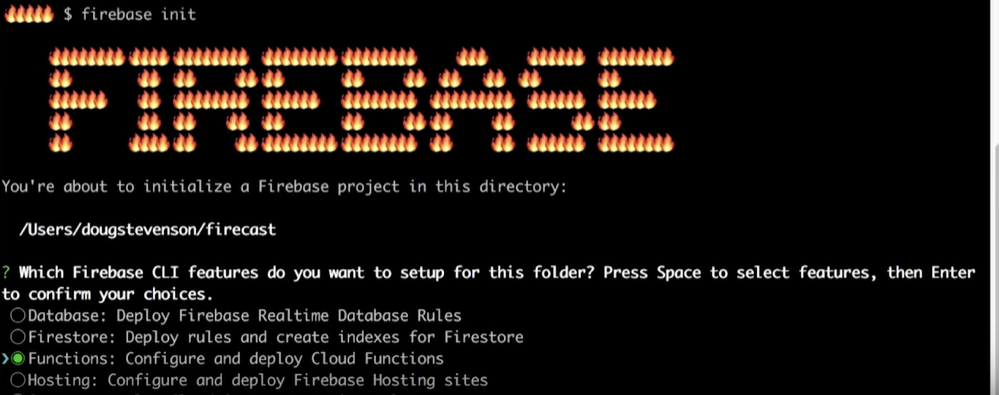 $ firebase init
FIREBASE
You're about to initialize a Firebase project in this directory:
/Users/dougstevenson/firecast
? Which Firebase CLI features do you want to setup for this folder? Press Space to select features, then Enter
to confirm your choices.
◯Database: Deploy Firebase Realtime Database Rules
◯Firestore: Deploy rules and create indexes for Firestore
❯◉Functions: Configure and deploy Cloud Functions
◯Hosting: Configure and deploy Firebase Hosting sites